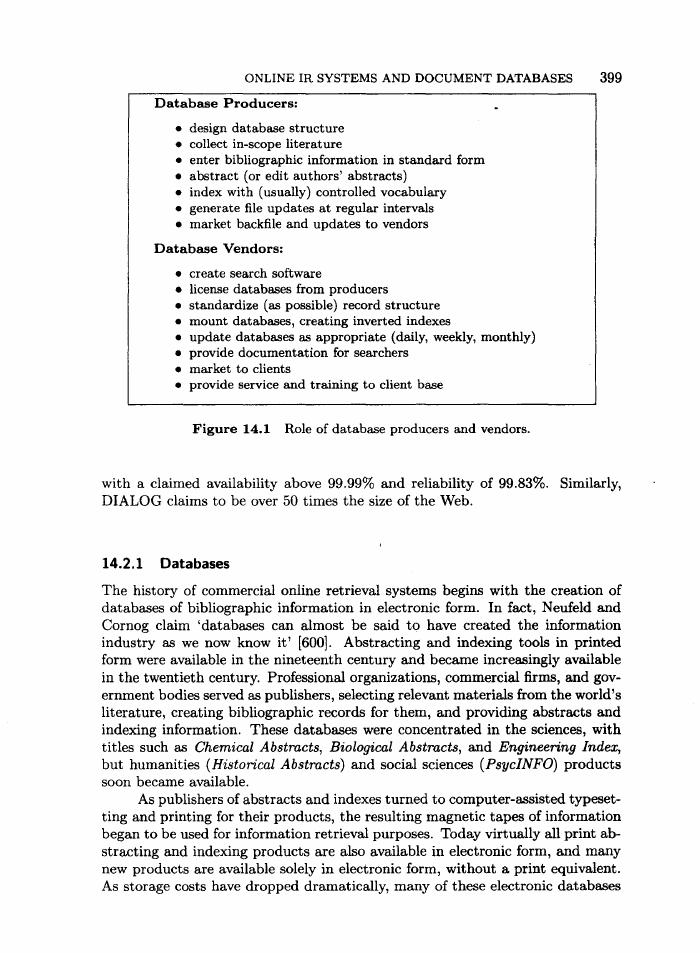 ONLINE IR SYSTEMS AND DOCUMENT DATABASES 399
Database Producers:
• design database structure
• collect in-scope literature
• enter bibliographic information in standard form
• abstract (or edit authors' abstracts)
• index with (usually) controlled vocabulary
• generate file updates at regular intervals
• market backfile and updates to vendors
Database Vendors:
• create search software
• license databases from producers
• standardize (as possible) record structure
• mount databases, creating inverted indexes
• update databases as appropriate (daily, weekly, monthly)
• provide documentation for searchers
• market to clients
• provide service and training to client base
Figure 14.1 Role of database producers and vendors.
with a claimed availability above 99.99% and reliability of 99.83%. Similarly,
DIALOG claims to be over 50 times the size of the Web.
14.2.1 Databases
The history of commercial online retrieval systems begins with the creation of
databases of bibliographic information in electronic form. In fact, Neufeld and
Cornog claim 'databases can almost be said to have created the information
industry as we now know it' [600]. Abstracting and indexing tools in printed
form were available in the nineteenth century and became increasingly available
in the twentieth century. Professional organizations, commercial firms, and gov-
ernment bodies served as publishers, selecting relevant materials from the world's
literature, creating bibliographic records for them, and providing abstracts and
indexing information. These databases were concentrated in the sciences, with
titles such as Chemical Abstracts, Biological Abstracts, and Engineering Index,
but humanities (Historical Abstracts) and social sciences (PsycINFO) products
soon became available.
As publishers of abstracts and indexes turned to computer-assisted typeset-
ting and printing for their products, the resulting magnetic tapes of information
began to be used for information retrieval purposes. Today virtually all print ab-
stracting and indexing products are also available in electronic form, and many
new products are available solely in electronic form, without a print equivalent.
As storage costs have dropped dramatically, many of these electronic databases